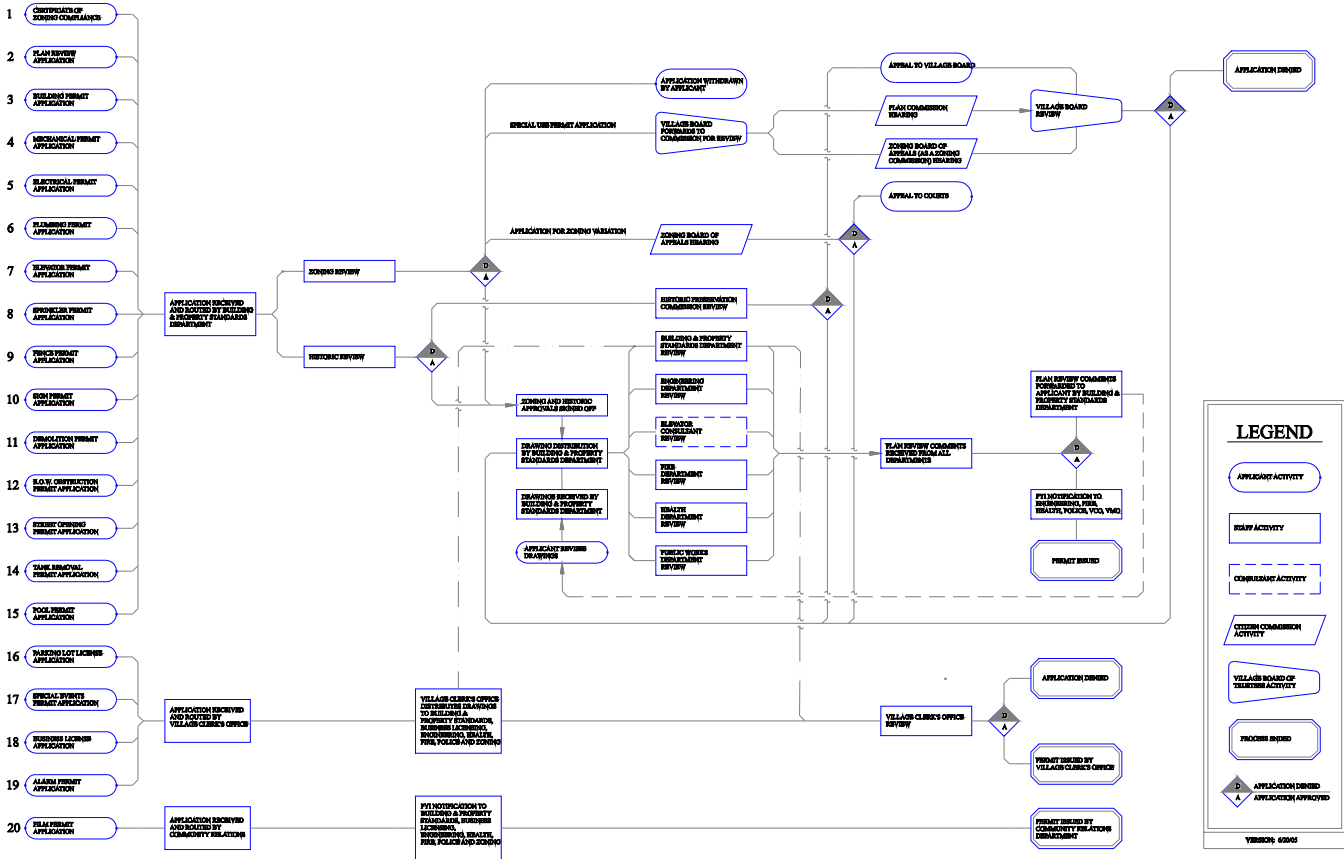 1 CERTIFICATE OF
ZONING COMPLIANCE
2 PLAN REVIEW
APPLICATION
3 BUILDING PERMIT
APPLICATION
4 MECHANICAL PERMIT
APPLICATION
5 ELECTRICAL PERMIT
APPLICATION
6 PLUMBING PERMIT
APPLICATION
7 ELEVATOR PERMIT
APPLICATION
8 SPRINKLER PERMIT
APPLICATION
9 FENCE PERMIT
APPLICATION
10 SIGN PERMIT
APPLICATION
11 DEMOLITION PERMIT
APPLICATION
12 R.O.W. OBSTRUCTION
PERMIT APPLICATION
13 STREET OPENING
PERMIT APPLICATION
14 TANK REMOVAL
PERMIT APPLICATION
15 POOL PERMIT
APPLICATION
16 PARKING LOT LICENSE
APPLICATION
17 SPECIAL EVENTS
PERMIT APPLICATION
18 BUSINESS LICENSE
APPLICATION
19 ALARM PERMIT
APPLICATION
20 FILM PERMIT
APPLICATION
APPLICATION RECEIVED
AND ROUTED BY BUILDING
& PROPERTY STANDARDS
DEPARTMENT
APPLICATION RECEIVED
AND ROUTED BY
VILLAGE CLERK'S OFFICE
APPLICATION RECEIVED
AND ROUTED BY
COMMUNITY RELATIONS
ZONING REVIEW
HISTORIC REVIEW
D
A
D
A
SPECIAL USE PERMIT APPLICATION
APPLICATION FOR ZONING VARIATION
ZONING AND HISTORIC
APPROVALS SIGNED OFF
DRAWING DISTRIBUTION
BY BUILDING & PROPERTY
STANDARDS DEPARTMENT
DRAWINGS RECEIVED BY
BUILDING & PROPERTY
STANDARDS DEPARTMENT
APPLICANT REVISES
DRAWINGS
VILLAGE CLERK'S OFFICE
DISTRIBUTES DRAWINGS
TO BUILDING &
PROPERTY STANDARDS,
BUSINESS LICENSING,
ENGINEERING, HEALTH,
FIRE, POLICE AND ZONING
FYI NOTIFICATION TO
BUILDING & PROPERTY
STANDARDS, BUSINESS
LICENSING,
ENGINEERING, HEALTH,
FIRE, POLICE AND ZONING
APPLICATION WITHDRAWN
BY APPLICANT
VILLAGE BOARD
FORWARDS TO
COMMISSION FOR REVIEW
ZONING BOARD OF
APPEALS HEARING
HISTORIC PRESERVATION
COMMISSION REVIEW
BUILDING & PROPERTY
STANDARDS DEPARTMENT
REVIEW
ENGINEERING
DEPARTMENT
REVIEW
ELEVATOR
CONSULTANT
REVIEW
FIRE
DEPARTMENT
REVIEW
HEALTH
DEPARTMENT
REVIEW
PUBLIC WORKS
DEPARTMENT
REVIEW
D
A
D
A
APPEAL TO VILLAGE BOARD
PLAN COMMISSION
HEARING
ZONING BOARD OF
APPEALS (AS A ZONING
COMMISSION) HEARING
APPEAL TO COURTS
PLAN REVIEW COMMENTS
RECEIVED FROM ALL
DEPARTMENTS
VILLAGE CLERK'S OFFICE
REVIEW
D
A
VILLAGE BOARD
REVIEW
D
A
APPLICATION DENIED
PLAN REVIEW COMMENTS
FORWARDED TO
APPLICANT BY BUILDING &
PROPERTY STANDARDS
DEPARTMENT
D
A
FYI NOTIFICATION TO
ENGINEERING, FIRE,
HEALTH, POLICE, VCO, VMO
PERMIT ISSUED
APPLICATION DENIED
PERMIT ISSUED BY
VILLAGE CLERK'S OFFICE
PERMIT ISSUED BY
COMMUNITY RELATIONS
DEPARTMENT
LEGEND
APPLICANT ACTIVITY
STAFF ACTIVITY
CONSULTANT ACTIVITY
CITIZEN COMMISSION
ACTIVITY
VILLAGE BOARD OF
TRUSTEES ACTIVITY
PROCESS ENDED
D APPLICATION DENIED
A APPLICATION APPROVED
VERSION: 6/20/05